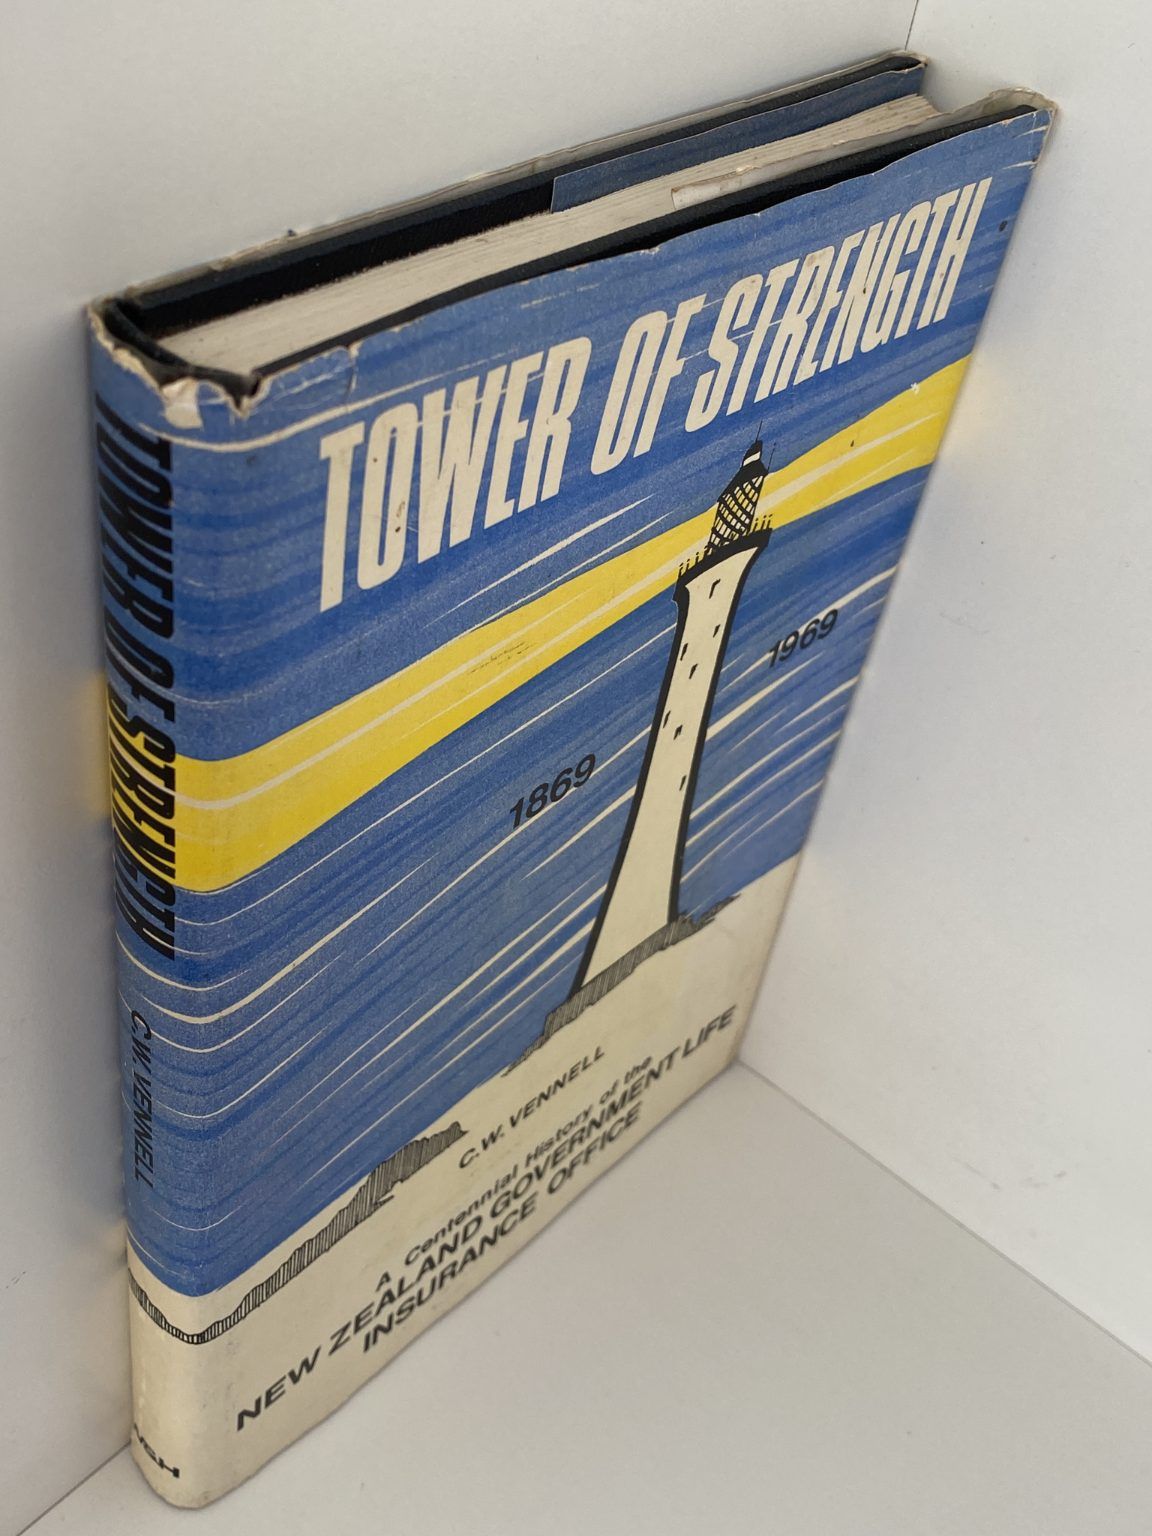 TOWER OF STRENGTH
1869
1969
C.W. VENNELL
A Centennial History of the
NEW ZEALAND GOVERNMENT LIFE
INSURANCE OFFICE
TOWER OF STRENGTH
C.W. VENNELL